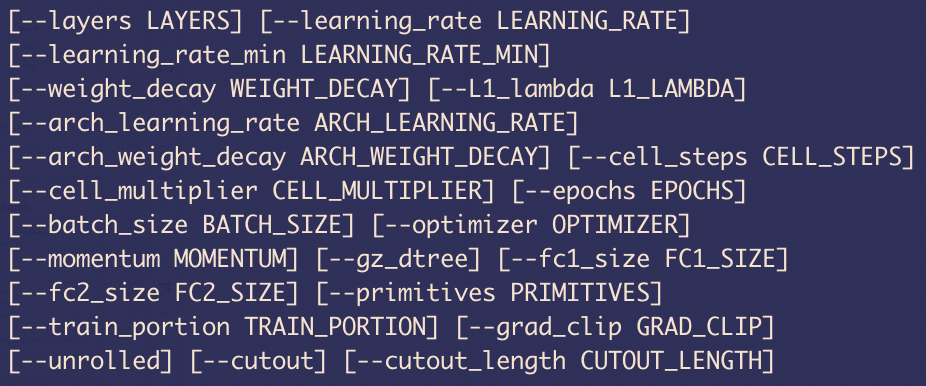 [--layers LAYERS] [--learning_rate LEARNING_RATE]
[--learning_rate_min LEARNING_RATE_MIN]
[--weight_decay WEIGHT_DECAY] [--L1_lambda L1_LAMBDA]
[--arch_learning_rate ARCH_LEARNING_RATE]
[--arch_weight_decay ARCH_WEIGHT_DECAY] [--cell_steps CELL_STEPS]
[--cell_multiplier CELL_MULTIPLIER] [--epochs EPOCHS]
[--batch_size BATCH_SIZE] [--optimizer OPTIMIZER]
[--momentum MOMENTUM] [--gz_dtree] [--fc1_size FC1_SIZE]
[--fc2_size FC2_SIZE] [--primitives PRIMITIVES]
[--train_portion TRAIN_PORTION] [--grad_clip GRAD_CLIP]
[--unrolled] [--cutout] [--cutout_length CUTOUT_LENGTH]